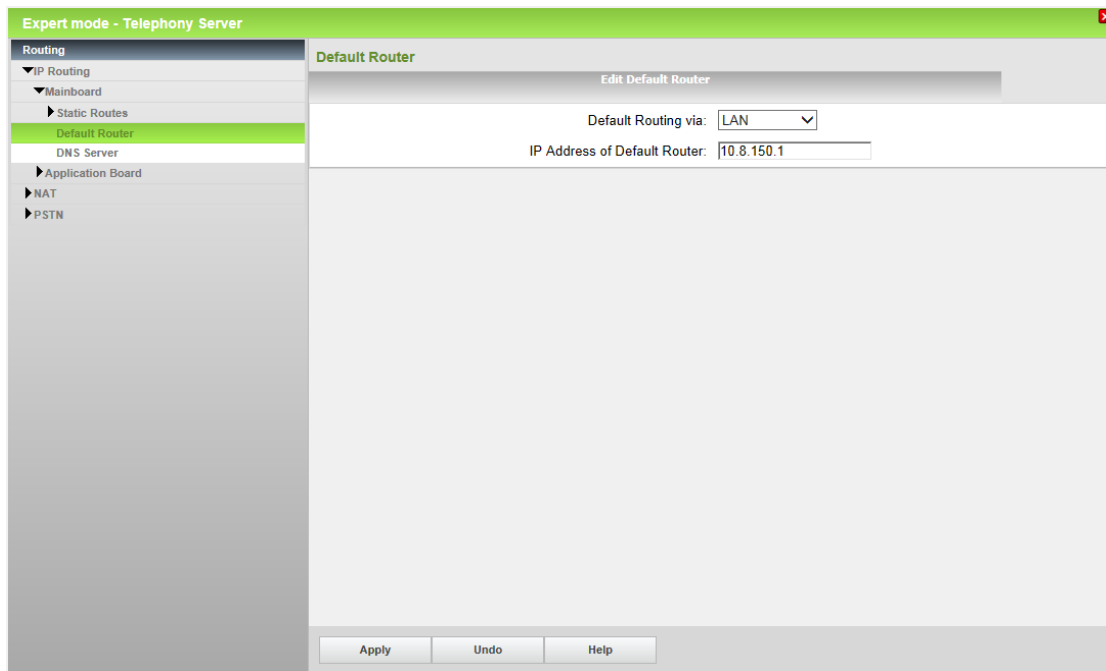 Expert mode - Telephony Server
Routing
IP Routing
Mainboard
Static Routes
Default Router
DNS Server
Application Board
NAT
PSTN
Default Router
Edit Default Router
Default Routing via: LAN
IP Address of Default Router: 10.8.150.1
Apply Undo Help